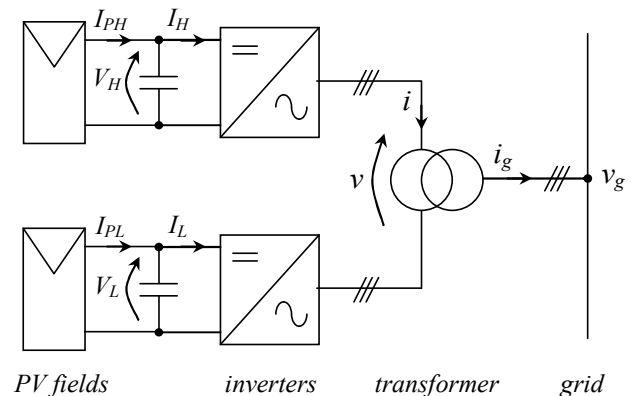 I_PH
I_H
V_H
i
v
i_g
v_g
I_PL
I_L
V_L
PV fields inverters transformer grid